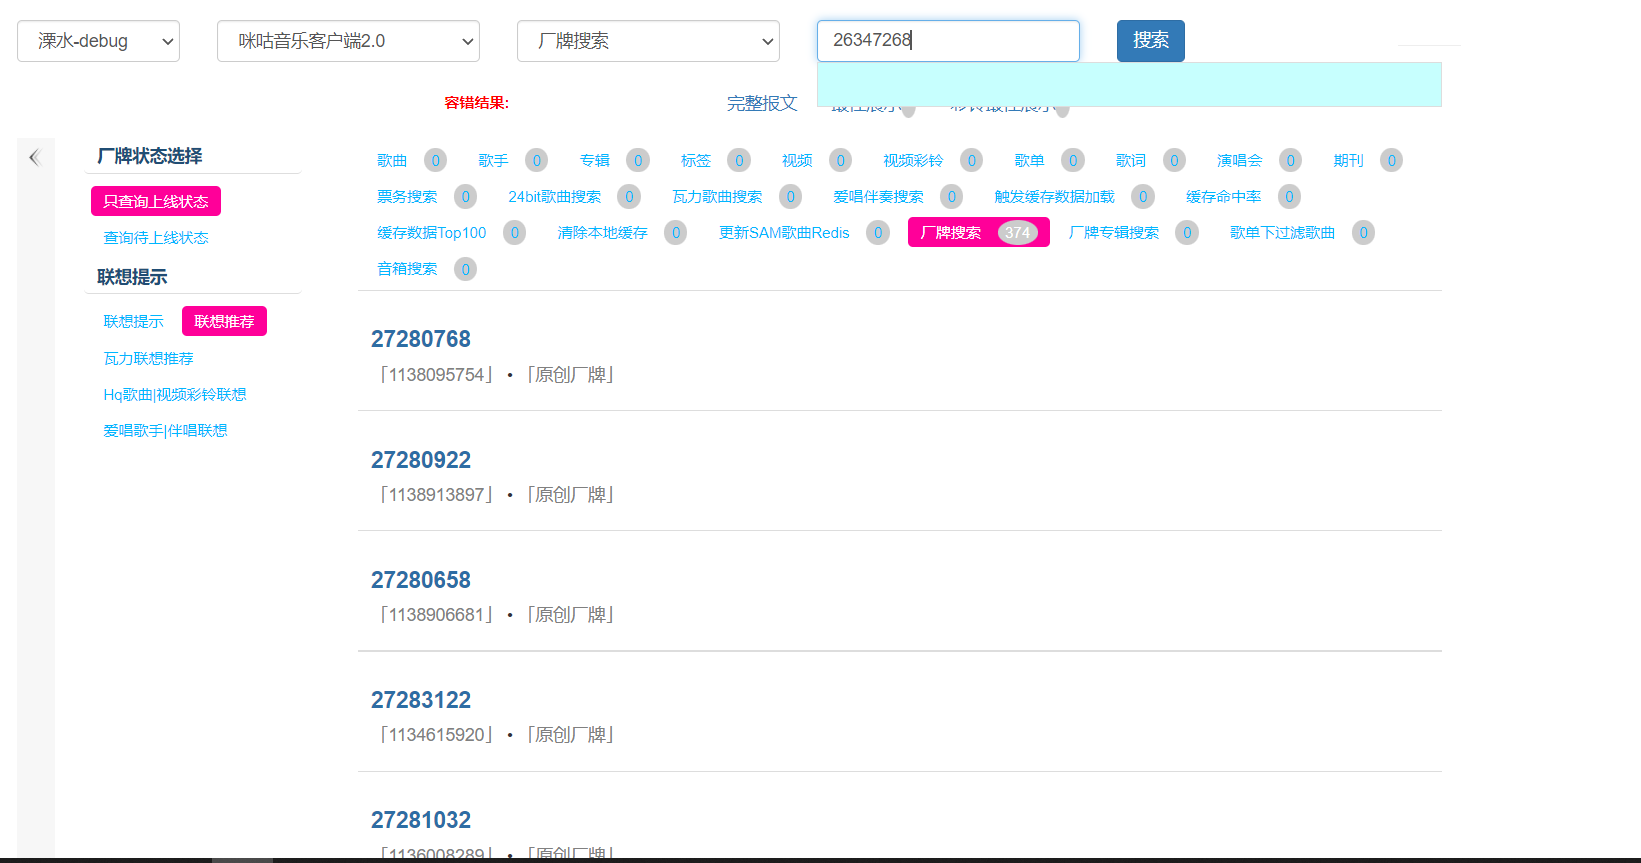 溧水-debug 咪咕音乐客户端2.0 厂牌搜索 26347268 搜索
容错结果: 完整报文
厂牌状态选择
只查询上线状态
查询待上线状态
联想提示
联想提示 联想推荐
瓦力联想推荐
Hq歌曲|视频彩铃联想
爱唱歌手|伴唱联想
歌曲 0 歌手 0 专辑 0 标签 0 视频 0 视频彩铃 0 歌单 0 歌词 0 演唱会 0 期刊 0
票务搜索 0 24bit歌曲搜索 0 瓦力歌曲搜索 0 爱唱伴奏搜索 0 触发缓存数据加载 0 缓存命中率 0
缓存数据Top100 0 清除本地缓存 0 更新SAM歌曲Redis 0 厂牌搜索 374 厂牌专辑搜索 0 歌单下过滤歌曲 0
音箱搜索 0
27280768
「1138095754」 • 「原创厂牌」
27280922
「1138913897」 • 「原创厂牌」
27280658
「1138906681」 • 「原创厂牌」
27283122
「1134615920」 • 「原创厂牌」
27281032
「1136008289」 • 「原创厂牌」